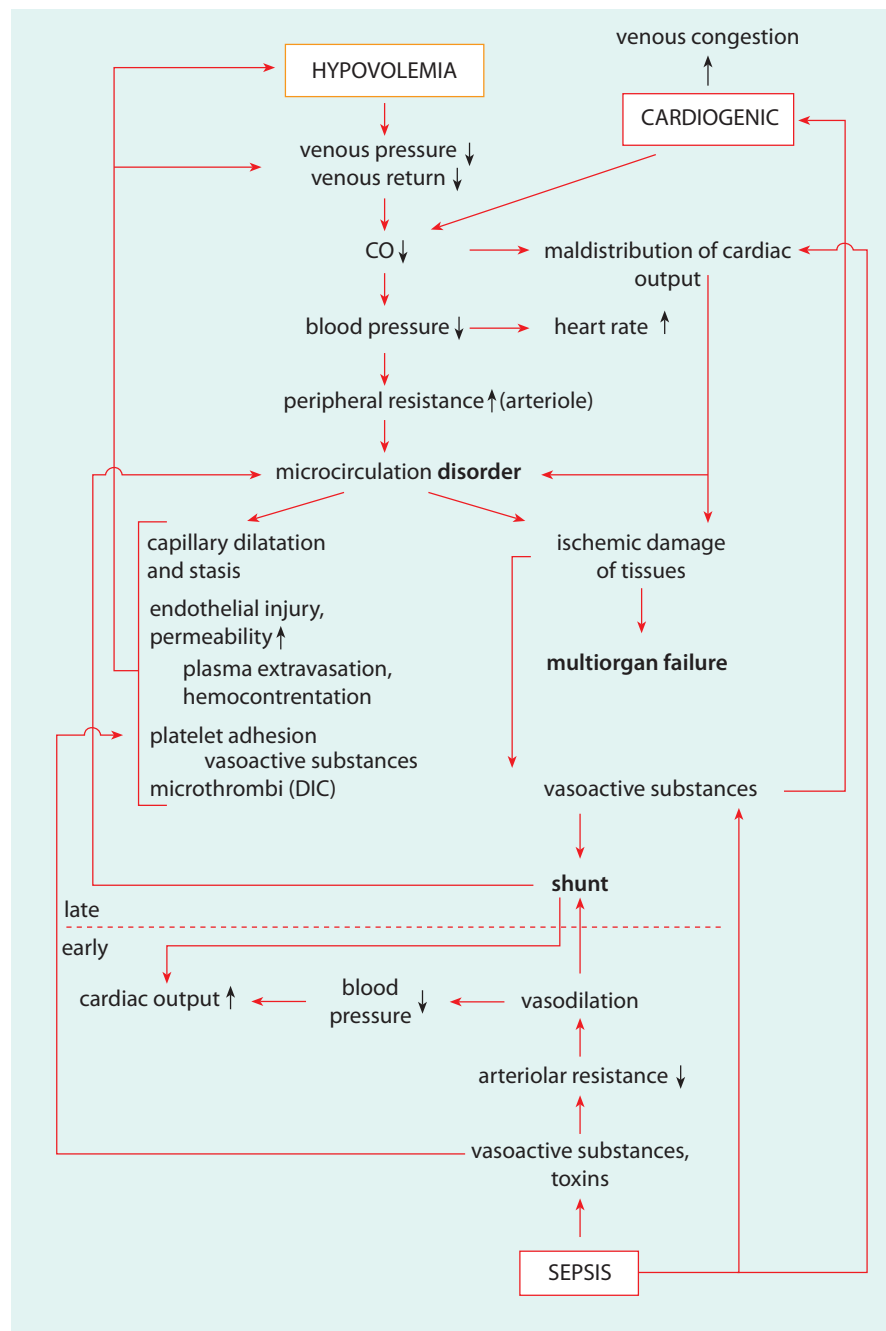 venous congestion
HYPOVOLEMIA
CARDIOGENIC
venous pressure ↓
venous return ↓
CO ↓
maldistribution of cardiac
output
blood pressure ↓
heart rate ↑
peripheral resistance ↑ (arteriole)
microcirculation disorder
capillary dilatation
and stasis
ischemic damage
of tissues
endothelial injury,
permeability ↑
multiorgan failure
plasma extravasation,
hemocontrentation
platelet adhesion
vasoactive substances
microthrombi (DIC)
vasoactive substances
shunt
late
early
cardiac output ↑
blood
pressure ↓
vasodilation
arteriolar resistance ↓
vasoactive substances,
toxins
SEPSIS